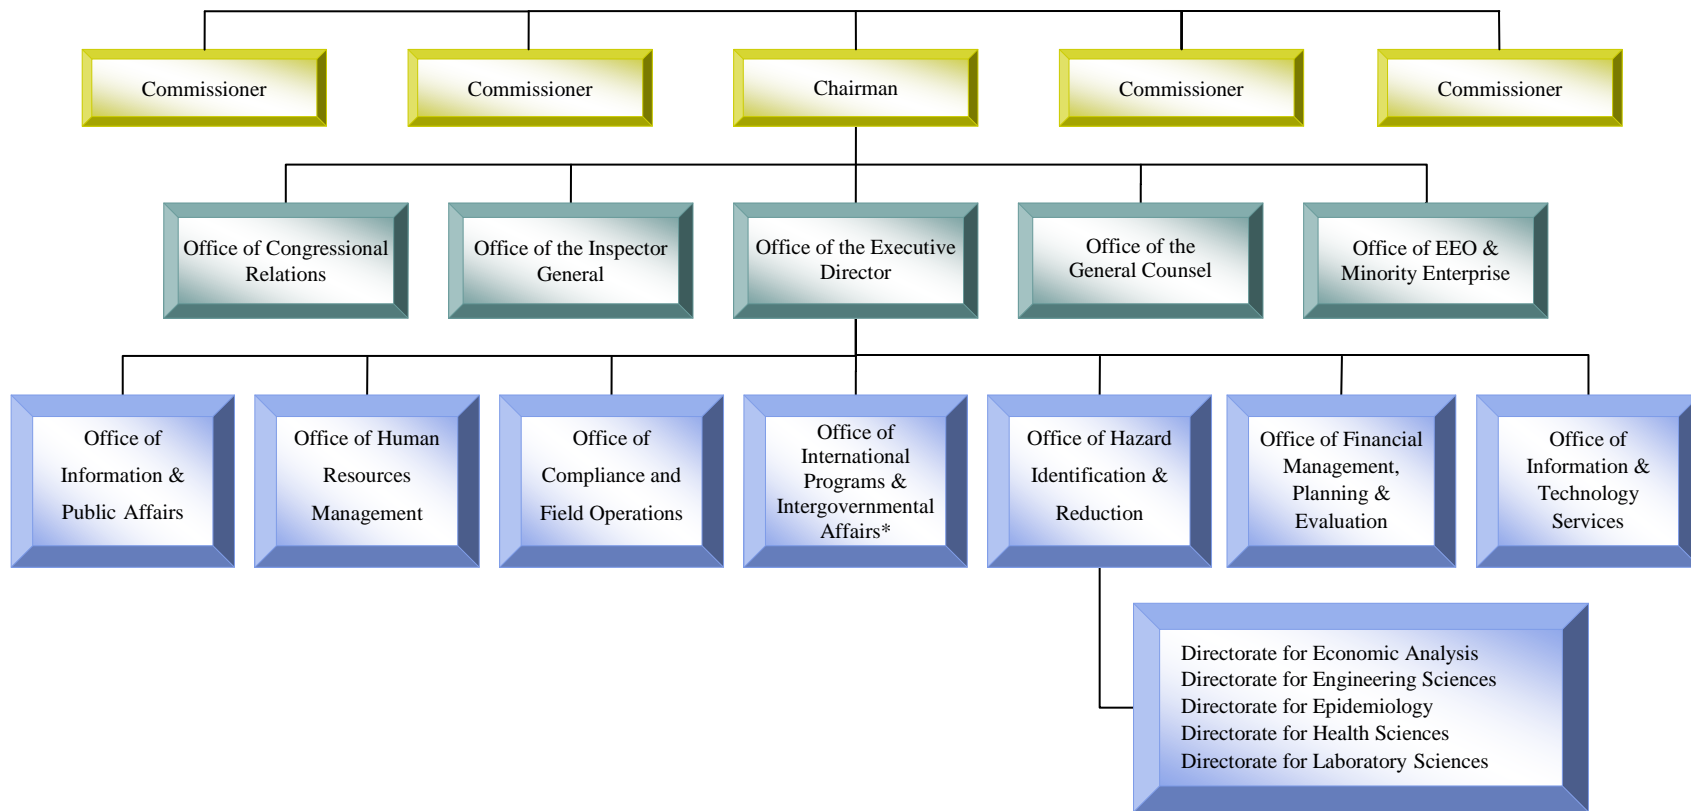 Commissioner
Commissioner
Chairman
Commissioner
Commissioner
Office of Congressional
Relations
Office of the Inspector
General
Office of the Executive
Director
Office of the
General Counsel
Office of EEO &
Minority Enterprise
Office of
Information &
Public Affairs
Office of Human
Resources
Management
Office of
Compliance and
Field Operations
Office of
International
Programs &
Intergovernmental
Affairs*
Office of Hazard
Identification &
Reduction
Office of Financial
Management,
Planning &
Evaluation
Office of
Information &
Technology
Services
Directorate for Economic Analysis
Directorate for Engineering Sciences
Directorate for Epidemiology
Directorate for Health Sciences
Directorate for Laboratory Sciences